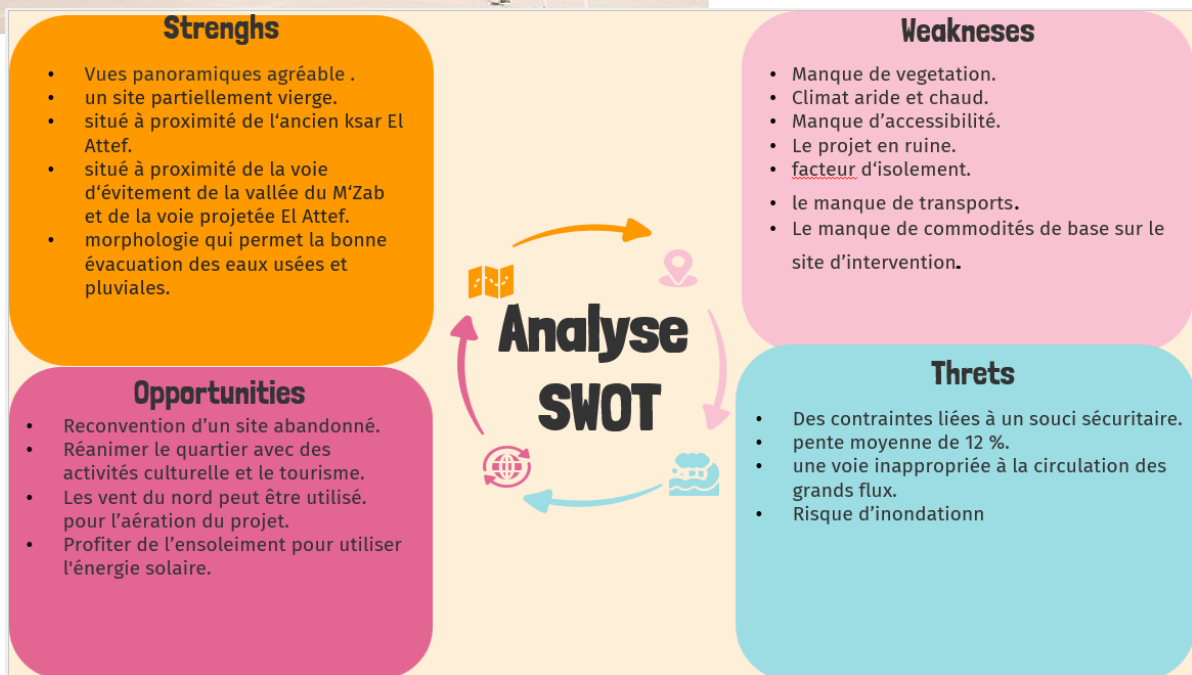 Strenghs
• Vues panoramiques agréable .
• un site partiellement vierge.
• situé à proximité de l‘ancien ksar El
Attef.
• situé à proximité de la voie
d‘évitement de la vallée du M‘Zab
et de la voie projetée El Attef.
• morphologie qui permet la bonne
évacuation des eaux usées et
pluviales.
Weakneses
• Manque de vegetation.
• Climat aride et chaud.
• Manque d’accessibilité.
• Le projet en ruine.
• facteur d‘isolement.
• le manque de transports.
• Le manque de commodités de base sur le
site d’intervention.
Analyse
SWOT
Opportunities
• Reconvention d’un site abandonné.
• Réanimer le quartier avec des
activités culturelle et le tourisme.
• Les vent du nord peut être utilisé.
pour l’aération du projet.
• Profiter de l’ensoleiment pour utiliser
l'énergie solaire.
Threts
• Des contraintes liées à un souci sécuritaire.
• pente moyenne de 12 %.
• une voie inappropriée à la circulation des
grands flux.
• Risque d’inondationn